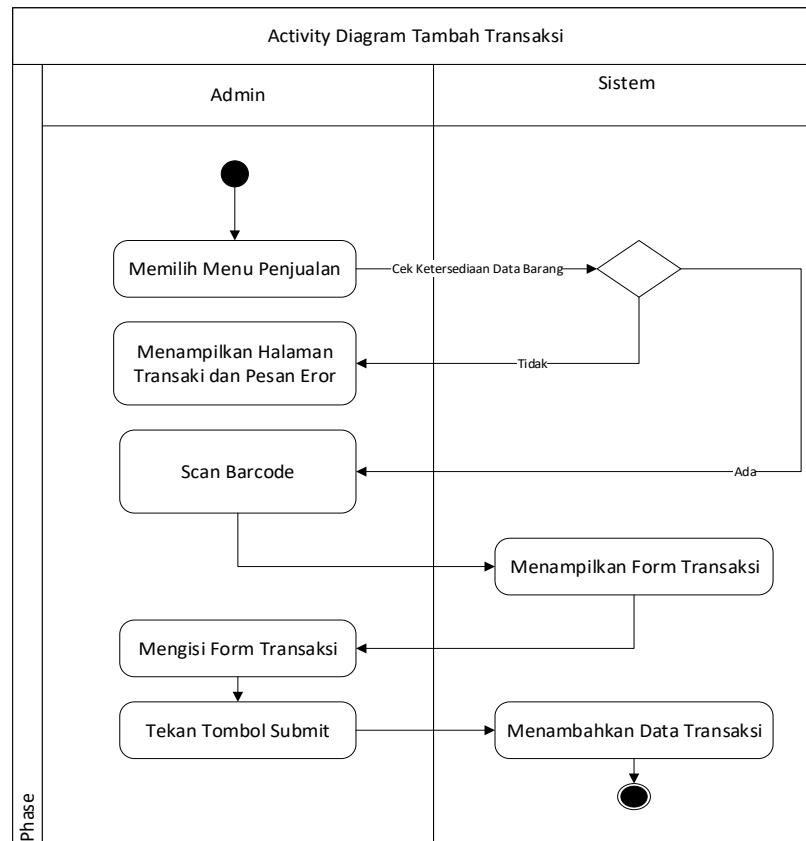 Activity Diagram Tambah Transaksi
Admin
Sistem
Memilih Menu Penjualan
Cek Ketersediaan Data Barang
Menampilkan Halaman
Transaki dan Pesan Eror
Tidak
Scan Barcode
Ada
Menampilkan Form Transaksi
Mengisi Form Transaksi
Tekan Tombol Submit
Menambahkan Data Transaksi
Phase